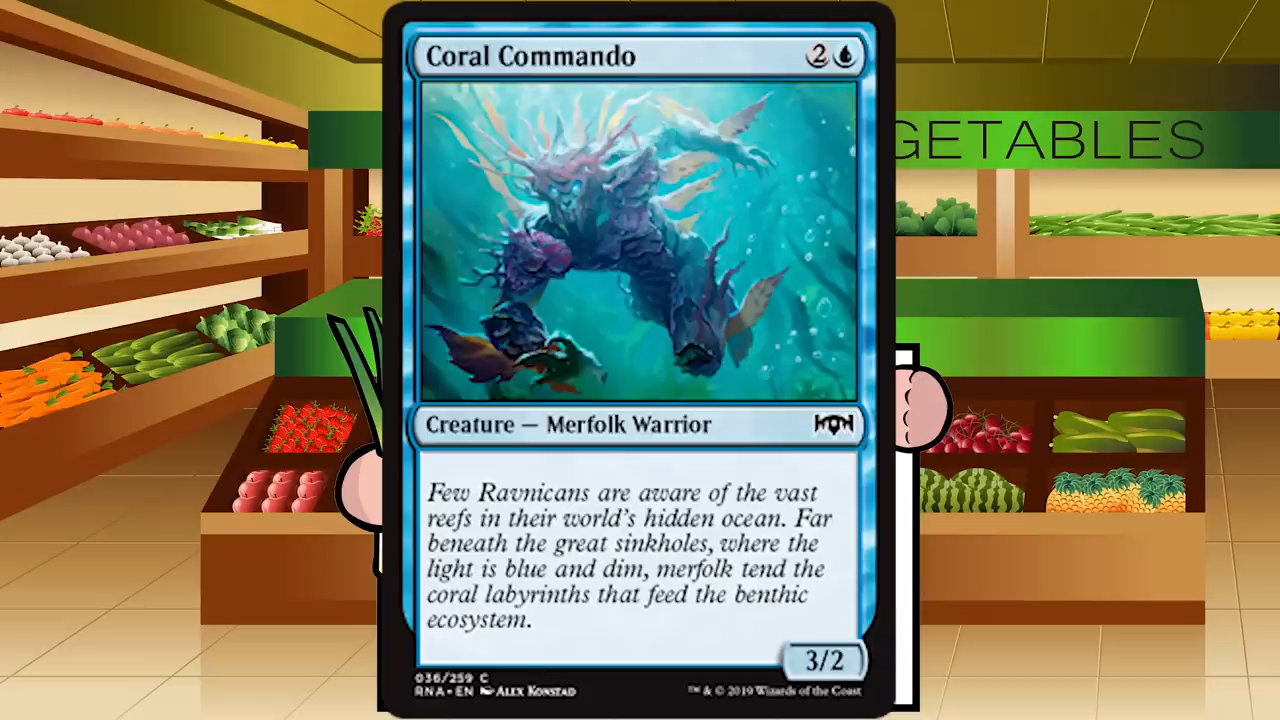 Coral Commando 2
GETABLES
Creature — Merfolk Warrior
Few Ravnicans are aware of the vast
reefs in their world's hidden ocean. Far
beneath the great sinkholes, where the
light is blue and dim, merfolk tend the
coral labyrinths that feed the benthic
ecosystem.
3/2
036/259 C
RNA • EN Alex Konstad
™ & © 2019 Wizards of the Coast